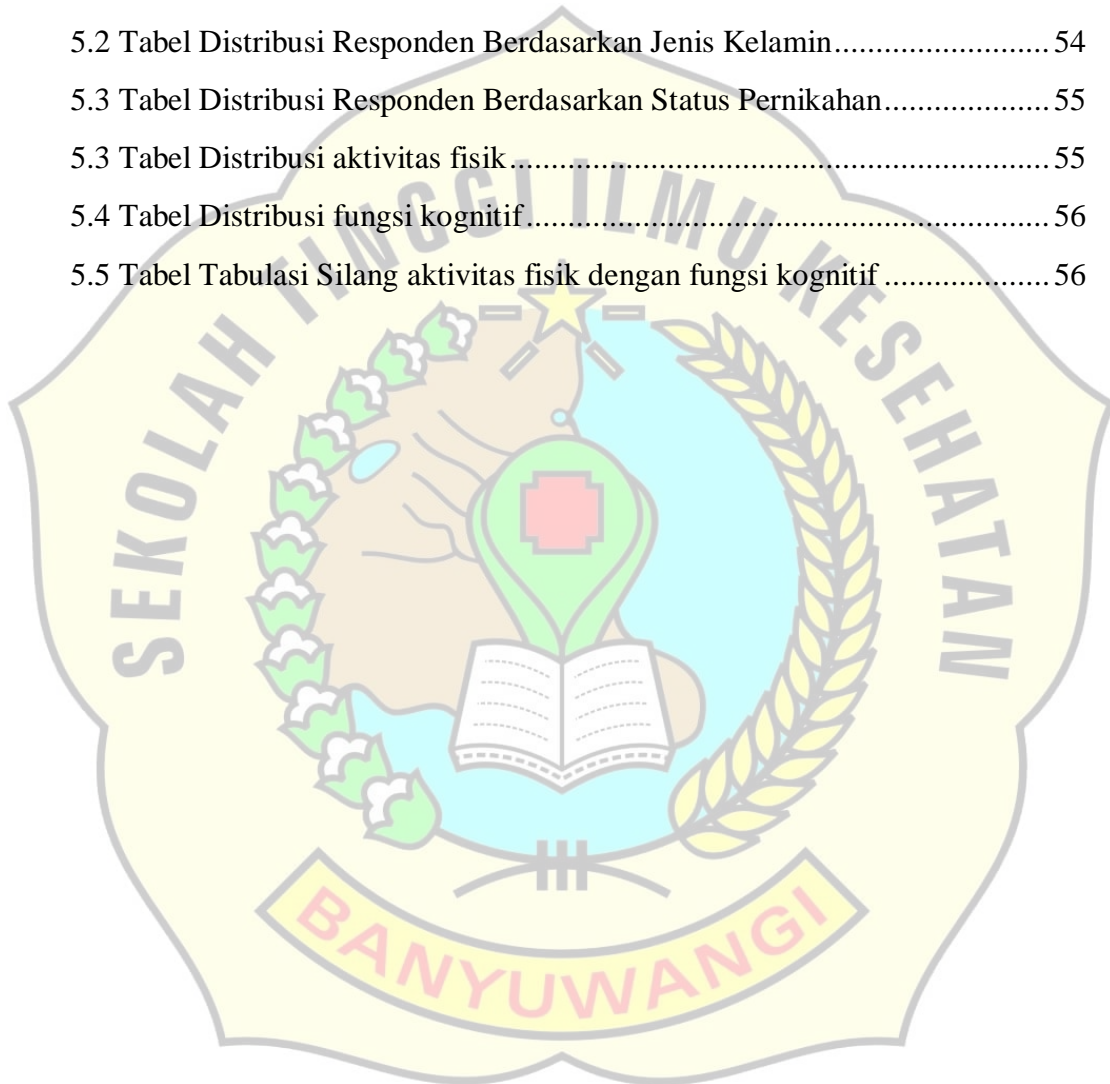 5.2 Tabel Distribusi Responden Berdasarkan Jenis Kelamin............................ 54
5.3 Tabel Distribusi Responden Berdasarkan Status Pernikahan.................... 55
5.3 Tabel Distribusi aktivitas fisik.................................................................. 55
5.4 Tabel Distribusi fungsi kognitif................................................................ 56
5.5 Tabel Tabulasi Silang aktivitas fisik dengan fungsi kognitif .................... 56
SEKOLAH TINGGI ILMU KESEHATAN
BANYUWANGI